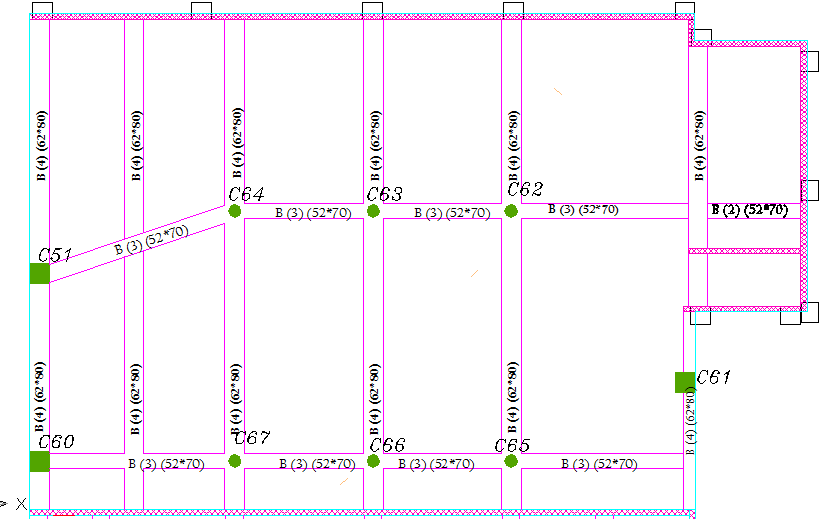 B (4) (62*80)
B (4) (62*80)
B (4) (62*80)
B (4) (62*80)
B (4) (62*80)
B (4) (62*80)
C64
C63
C62
B (3) (52*70)
B (3) (52*70)
B (3) (52*70)
B (2) (52*70)
B (3) (52*70)
C51
C61
B (4) (62*80)
B (4) (62*80)
B (4) (62*80)
B (4) (62*80)
B (4) (62*80)
B (4) (62*80)
C60
C67
C66
C65
B (3) (52*70)
B (3) (52*70)
B (3) (52*70)
B (3) (52*70)
X